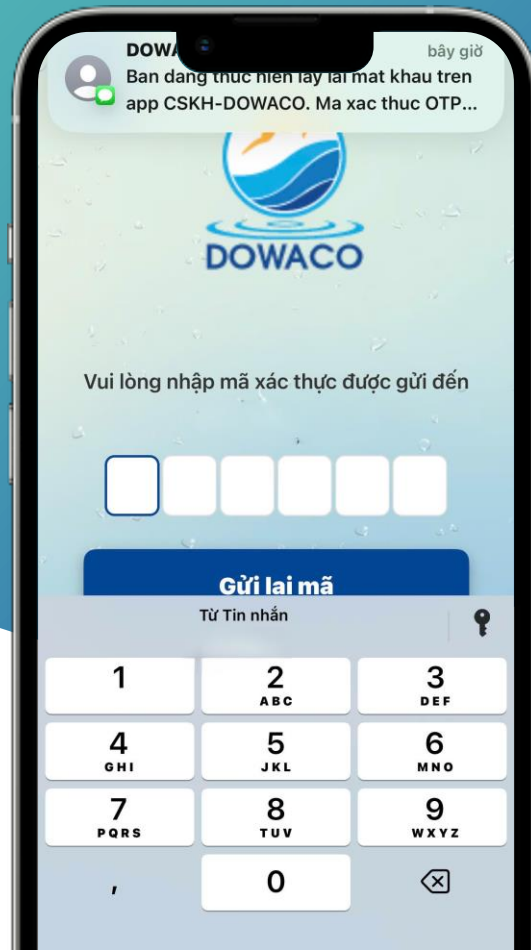 bây giờ
Ban dang thuc hien lay lai mat khau tren
app CSKH-DOWACO. Ma xac thuc OTP...
DOWACO
Vui lòng nhập mã xác thực được gửi đến
Gửi lại mã
Từ Tin nhắn
1
2
3
ABC
DEF
4
5
6
GHI
JKL
MNO
7
8
9
PQRS
TUV
WXYZ
,
0